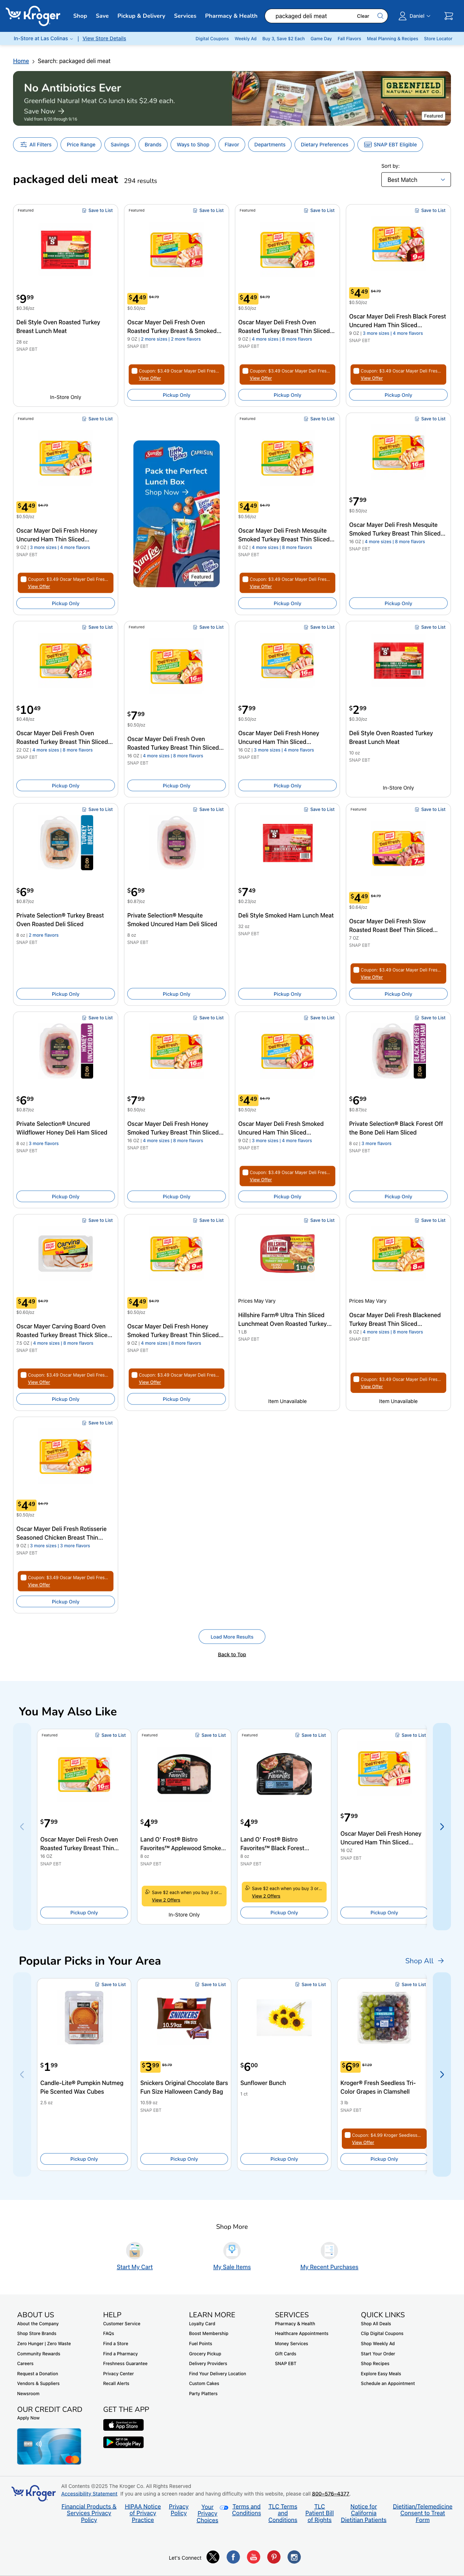 Kroger
Shop Save Pickup & Delivery Services Pharmacy & Health
packaged deli meat Clear
Daniel
In-Store at Las Colinas | View Store Details
Digital Coupons Weekly Ad Buy 3, Save $2 Each Game Day Fall Flavors Meal Planning & Recipes Store Locator
Home > Search: packaged deli meat
No Antibiotics Ever
Greenfield Natural Meat Co lunch kits $2.49 each.
Save Now →
Valid from 8/20 through 9/16
GREENFIELD
NATURAL MEAT CO.
Featured
All Filters Price Range Savings Brands Ways to Shop Flavor Departments Dietary Preferences SNAP EBT Eligible
packaged deli meat 294 results
Sort by:
Best Match
Featured Save to List
$9.99
Deli Style Oven Roasted Turkey
Breast Lunch Meat
28 oz
SNAP EBT
In-Store Only
Featured Save to List
$4.49
Oscar Mayer Deli Fresh Oven
Roasted Turkey Breast & Smoked...
9 OZ | 2 more sizes | 2 more flavors
SNAP EBT
Coupon: $3.49 Oscar Mayer Deli Fres...
View Offer
Pickup Only
Featured Save to List
$4.49
Oscar Mayer Deli Fresh Oven
Roasted Turkey Breast Thin Sliced...
9 OZ | 4 more sizes | 8 more flavors
SNAP EBT
Coupon: $3.49 Oscar Mayer Deli Fres...
View Offer
Pickup Only
Save to List
$4.49
$0.50/oz
Oscar Mayer Deli Fresh Black Forest
Uncured Ham Thin Sliced...
9 OZ | 3 more sizes | 4 more flavors
SNAP EBT
Coupon: $3.49 Oscar Mayer Deli Fres...
View Offer
Pickup Only
Featured Save to List
$4.49
$0.50/oz
Oscar Mayer Deli Fresh Honey
Uncured Ham Thin Sliced...
9 OZ | 3 more sizes | 4 more flavors
SNAP EBT
Coupon: $3.49 Oscar Mayer Deli Fres...
View Offer
Pickup Only
Pack the Perfect
Lunch Box
Shop Now →
Featured
Featured Save to List
$4.49
Oscar Mayer Deli Fresh Mesquite
Smoked Turkey Breast Thin Sliced...
SNAP EBT
Coupon: $3.49 Oscar Mayer Deli Fres...
View Offer
Pickup Only
Save to List
$7.99
$0.50/oz
Oscar Mayer Deli Fresh Mesquite
Smoked Turkey Breast Thin Sliced...
16 OZ | 4 more sizes | 8 more flavors
SNAP EBT
Pickup Only
Save to List
$10.49
$0.48/oz
Oscar Mayer Deli Fresh Oven
Roasted Turkey Breast Thin Sliced...
22 OZ | 4 more sizes | 8 more flavors
SNAP EBT
Pickup Only
Featured Save to List
$7.99
$0.50/oz
Oscar Mayer Deli Fresh Oven
Roasted Turkey Breast Thin Sliced...
16 OZ | 4 more sizes | 8 more flavors
SNAP EBT
Pickup Only
Save to List
$7.99
$0.50/oz
Oscar Mayer Deli Fresh Honey
Uncured Ham Thin Sliced...
16 OZ | 3 more sizes | 4 more flavors
SNAP EBT
Pickup Only
Save to List
$2.99
$0.30/oz
Deli Style Oven Roasted Turkey
Breast Lunch Meat
10 oz
SNAP EBT
In-Store Only
Save to List
$6.99
$0.87/oz
Private Selection® Turkey Breast
Oven Roasted Deli Sliced
8 oz | 2 more flavors
SNAP EBT
Pickup Only
Save to List
$6.99
$0.87/oz
Private Selection® Mesquite
Smoked Uncured Ham Deli Sliced
8 oz
SNAP EBT
Pickup Only
Save to List
$7.49
$0.23/oz
Deli Style Smoked Ham Lunch Meat
32 oz
SNAP EBT
Pickup Only
Featured Save to List
$4.49
$0.64/oz
Oscar Mayer Deli Fresh Slow
Roasted Roast Beef Thin Sliced...
7 OZ
SNAP EBT
Coupon: $3.49 Oscar Mayer Deli Fres...
View Offer
Pickup Only
Save to List
$6.99
$0.87/oz
Private Selection® Uncured
Wildflower Honey Deli Ham Sliced
8 oz | 3 more flavors
SNAP EBT
Pickup Only
Save to List
$7.99
$0.50/oz
Oscar Mayer Deli Fresh Honey
Smoked Turkey Breast Thin Sliced...
16 OZ | 4 more sizes | 8 more flavors
SNAP EBT
Pickup Only
Save to List
$4.49
$0.50/oz
Oscar Mayer Deli Fresh Smoked
Uncured Ham Thin Sliced...
9 OZ | 3 more sizes | 4 more flavors
SNAP EBT
Coupon: $3.49 Oscar Mayer Deli Fres...
View Offer
Pickup Only
Save to List
$6.99
$0.87/oz
Private Selection® Black Forest Off
the Bone Deli Ham Sliced
8 oz | 3 more flavors
SNAP EBT
Pickup Only
Save to List
$4.49
$0.60/oz
Oscar Mayer Carving Board Oven
Roasted Turkey Breast Thick Slice...
7.5 OZ | 4 more sizes | 8 more flavors
SNAP EBT
Coupon: $3.49 Oscar Mayer Deli Fres...
View Offer
Pickup Only
Save to List
$4.49
$0.50/oz
Oscar Mayer Deli Fresh Honey
Smoked Turkey Breast Thin Sliced...
9 OZ | 4 more sizes | 8 more flavors
SNAP EBT
Coupon: $3.49 Oscar Mayer Deli Fres...
View Offer
Pickup Only
Save to List
Prices May Vary
Hillshire Farm® Ultra Thin Sliced
Lunchmeat Oven Roasted Turkey...
1 LB
SNAP EBT
Item Unavailable
Save to List
Prices May Vary
Oscar Mayer Deli Fresh Blackened
Turkey Breast Thin Sliced...
8 OZ | 4 more sizes | 8 more flavors
SNAP EBT
Coupon: $3.49 Oscar Mayer Deli Fres...
View Offer
Item Unavailable
Save to List
$4.49
$0.50/oz
Oscar Mayer Deli Fresh Rotisserie
Seasoned Chicken Breast Thin...
9 OZ | 3 more sizes | 3 more flavors
SNAP EBT
Coupon: $3.49 Oscar Mayer Deli Fres...
View Offer
Pickup Only
Load More Results
Back to Top
You May Also Like
Featured Save to List
$7.99
Oscar Mayer Deli Fresh Oven
Roasted Turkey Breast Thin...
16 OZ
SNAP EBT
Pickup Only
Featured Save to List
$4.99
Land O' Frost® Bistro
Favorites™ Applewood Smoke...
6 oz
SNAP EBT
Save $2 each when you buy 3 or...
View 2 Offers
In-Store Only
Featured Save to List
$4.99
Land O' Frost® Bistro
Favorites™ Black Forest...
6 oz
SNAP EBT
Save $2 each when you buy 3 or...
View 2 Offers
Pickup Only
Save to List
$7.99
Oscar Mayer Deli Fresh Honey
Uncured Ham Thin Sliced...
16 OZ
SNAP EBT
Pickup Only
Popular Picks in Your Area
Shop All →
Save to List
$1.99
Candle-Lite® Pumpkin Nutmeg
Pie Scented Wax Cubes
2.5 oz
Pickup Only
Save to List
$3.99
Snickers Original Chocolate Bars
Fun Size Halloween Candy Bag
10.59 oz
SNAP EBT
Pickup Only
Save to List
$6.00
Sunflower Bunch
1 ct
Pickup Only
Save to List
$6.99
Kroger® Fresh Seedless Tri-
Color Grapes in Clamshell
3 lb
SNAP EBT
Coupon: $4.99 Kroger Seedless...
View Offer
Pickup Only
Shop More
Start My Cart My Sale Items My Recent Purchases
ABOUT US
About the Company
Shop Store Brands
Zero Hunger | Zero Waste
Community Rewards
Careers
Request a Donation
Vendors & Suppliers
Newsroom
HELP
Customer Service
FAQs
Find a Store
Find a Pharmacy
Freshness Guarantee
Privacy Center
Recall Alerts
LEARN MORE
Loyalty Card
Boost Membership
Fuel Points
Grocery Pickup
Delivery Providers
Find Your Delivery Location
Custom Cakes
Party Platters
SERVICES
Pharmacy & Health
Healthcare Appointments
Money Services
Gift Cards
SNAP EBT
QUICK LINKS
Shop All Deals
Clip Digital Coupons
Shop Weekly Ad
Start Your Order
Shop Recipes
Explore Easy Meals
Schedule an Appointment
OUR CREDIT CARD
Apply Now
GET THE APP
App Store
Google Play
Kroger
All Contents ©2025 The Kroger Co. All Rights Reserved
Accessibility Statement If you are using a screen reader and having difficulty with this website, please call 800-576-4377.
Financial Products & Services Privacy Policy
HIPAA Notice of Privacy Practice
Privacy Policy
Your Privacy Choices
Terms and Conditions
TLC Terms and Conditions
TLC Patient Bill of Rights
Notice for California Dietitian Patients
Dietitian/Telemedicine Consent to Treat Form
Let's Connect